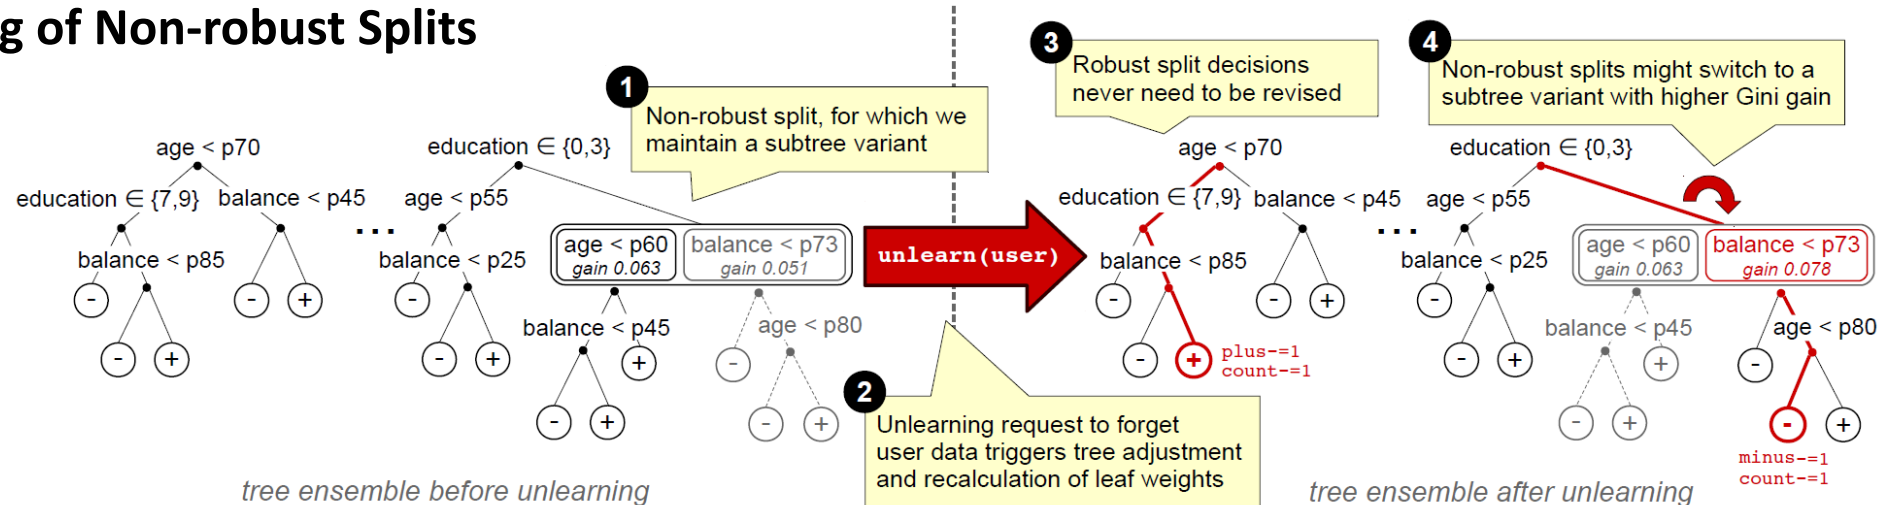 g of Non-robust Splits
1
Non-robust split, for which we
maintain a subtree variant
age < p70
education ∈ {7,9}
balance < p45
balance < p85
-
+
-
+
...
education ∈ {0,3}
age < p55
balance < p25
-
-
+
age < p60
gain 0.063
balance < p73
gain 0.051
balance < p45
+
-
+
age < p80
-
-
+
tree ensemble before unlearning
unlearn(user)
2
Unlearning request to forget
user data triggers tree adjustment
and recalculation of leaf weights
3
Robust split decisions
never need to be revised
age < p70
education ∈ {7,9}
balance < p45
balance < p85
-
-
+
-
+
plus-=1
count-=1
...
4
Non-robust splits might switch to a
subtree variant with higher Gini gain
education ∈ {0,3}
age < p55
balance < p25
-
-
+
age < p60
gain 0.063
balance < p73
gain 0.078
balance < p45
+
-
+
age < p80
-
-
+
minus-=1
count-=1
tree ensemble after unlearning